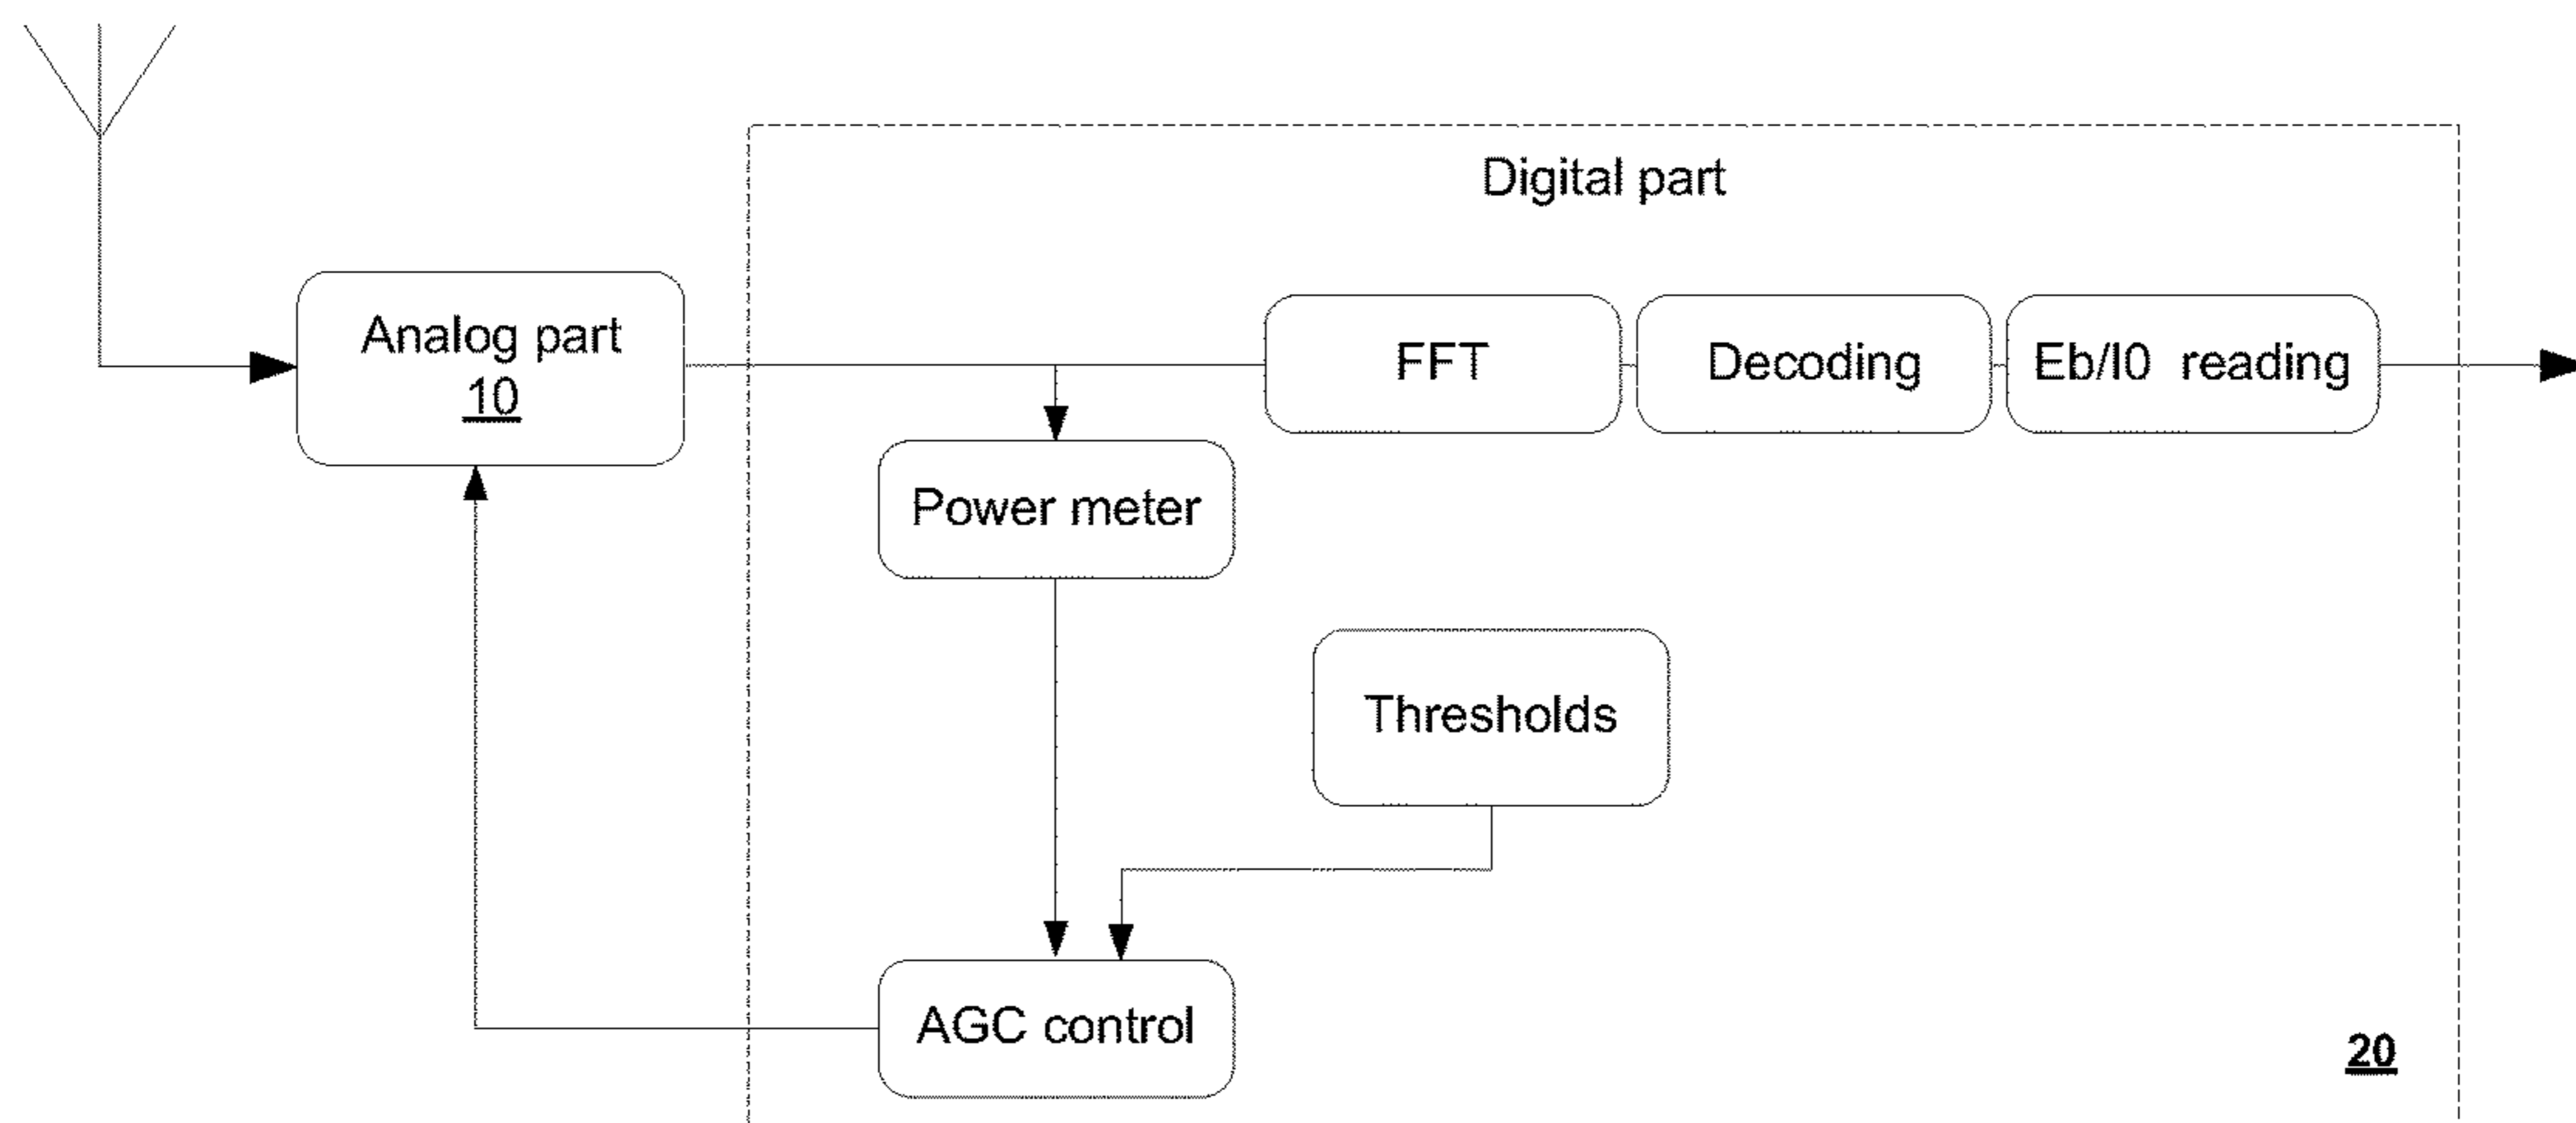 Digital part
Analog part
10
FFT
Decoding
Eb/I0 reading
Power meter
Thresholds
AGC control
20